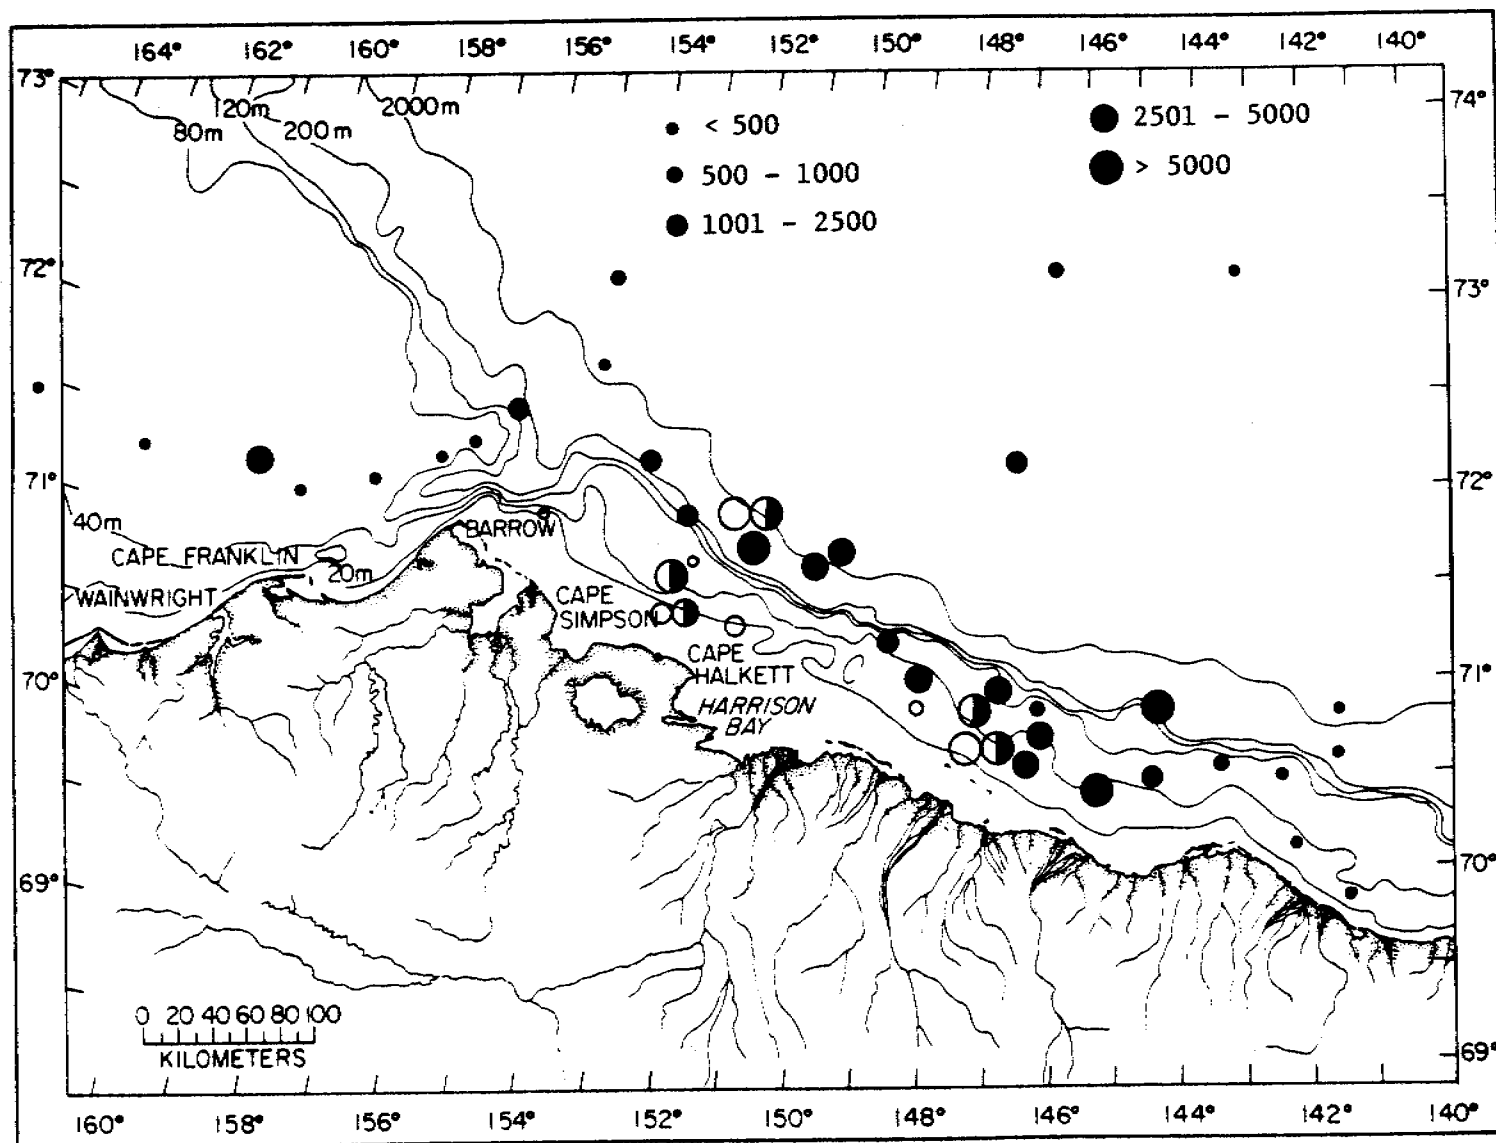 164° 162° 160° 158° 156° 154° 152° 150° 148° 146° 144° 142° 140°
73°
74°
120m
2000m
80m
200m
< 500
2501 - 5000
500 - 1000
> 5000
1001 - 2500
72°
73°
71°
72°
40m
BARROW
CAPE FRANKLIN
20m
WAINWRIGHT
CAPE
SIMPSON
CAPE
HALKETT
70°
71°
HARRISON
BAY
69°
70°
0 20 40 60 80 100
KILOMETERS
69°
160° 158° 156° 154° 152° 150° 148° 146° 144° 142° 140°